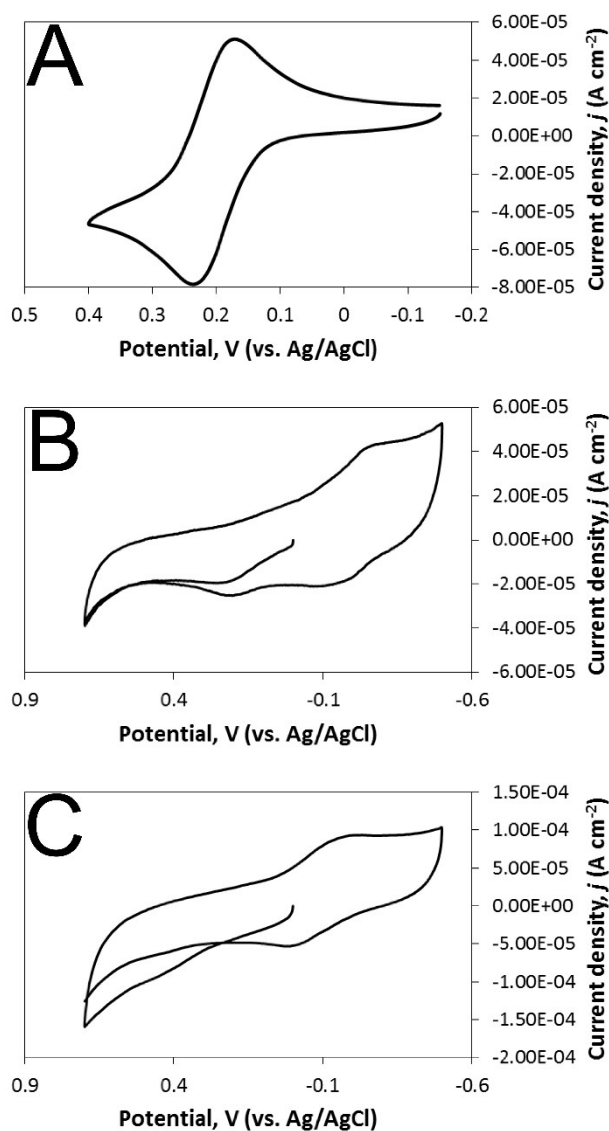 A
6.00E-05
4.00E-05
2.00E-05
0.00E+00
-2.00E-05
-4.00E-05
-6.00E-05
-8.00E-05
Current density, j (A cm-2)
0.5 0.4 0.3 0.2 0.1 0 -0.1 -0.2
Potential, V (vs. Ag/AgCl)
B
6.00E-05
4.00E-05
2.00E-05
0.00E+00
-2.00E-05
-4.00E-05
-6.00E-05
Current density, j (A cm-2)
0.9 0.4 -0.1 -0.6
Potential, V (vs. Ag/AgCl)
C
1.50E-04
1.00E-04
5.00E-05
0.00E+00
-5.00E-05
-1.00E-04
-1.50E-04
-2.00E-04
Current density, j (A cm-2)
0.9 0.4 -0.1 -0.6
Potential, V (vs. Ag/AgCl)